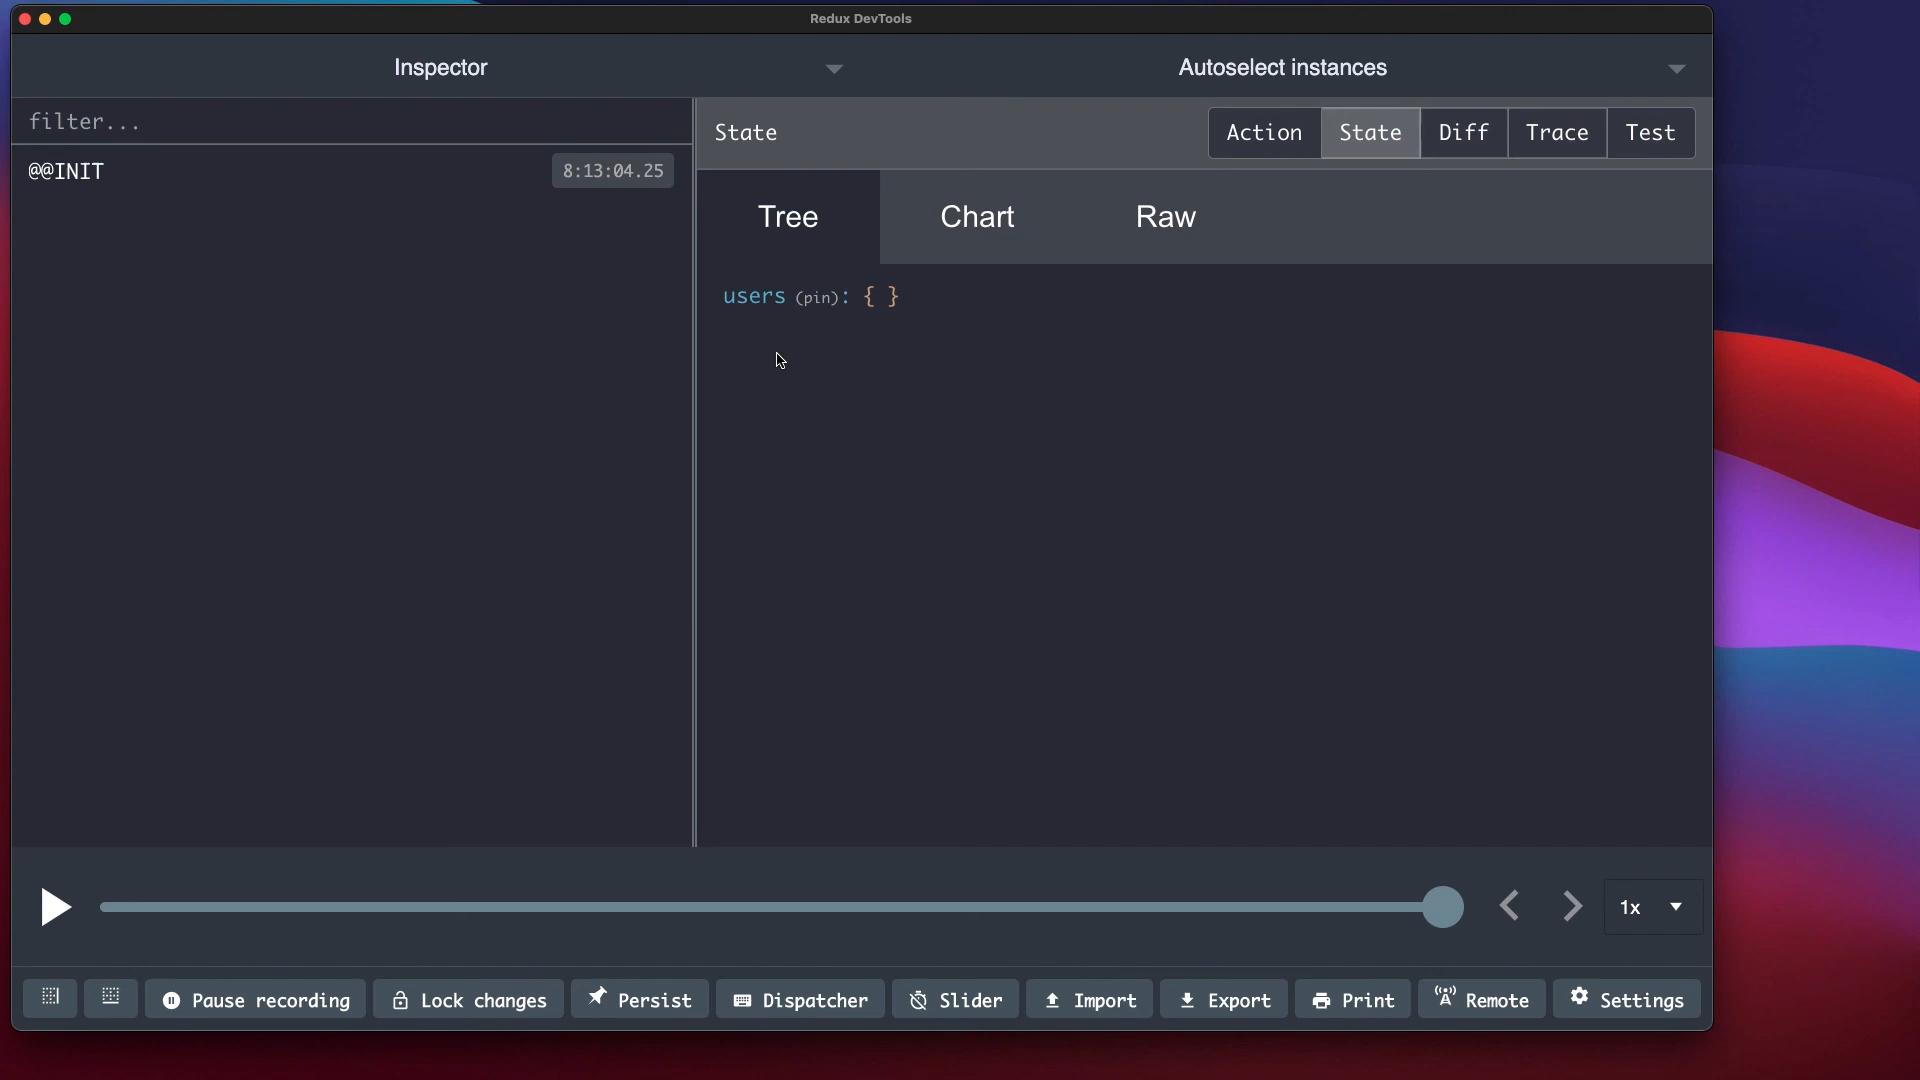 Redux DevTools
Inspector
Autoselect instances
filter...
@@INIT
8:13:04.25
State
Action
State
Diff
Trace
Test
Tree
Chart
Raw
users (pin): { }
1x
Pause recording
Lock changes
Persist
Dispatcher
Slider
Import
Export
Print
Remote
Settings